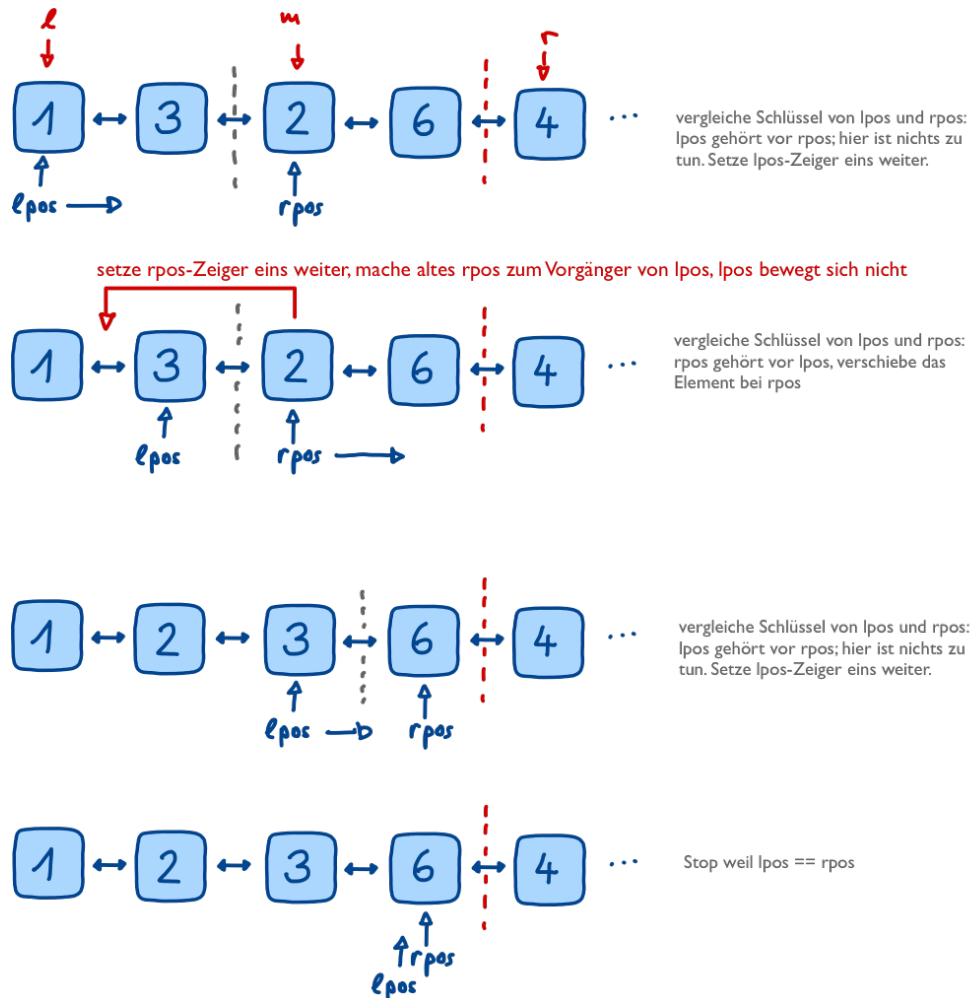 l m r
1 3 2 6 4 ...
vergleiche Schlüssel von lpos und rpos:
lpos gehört vor rpos; hier ist nichts zu
tun. Setze lpos-Zeiger eins weiter.
lpos rpos
setze rpos-Zeiger eins weiter, mache altes rpos zum Vorgänger von lpos, lpos bewegt sich nicht
1 3 2 6 4 ...
vergleiche Schlüssel von lpos und rpos:
rpos gehört vor lpos, verschiebe das
Element bei rpos
lpos rpos
1 2 3 6 4 ...
vergleiche Schlüssel von lpos und rpos:
lpos gehört vor rpos; hier ist nichts zu
tun. Setze lpos-Zeiger eins weiter.
lpos rpos
1 2 3 6 4 ...
Stop weil lpos == rpos
rpos
lpos